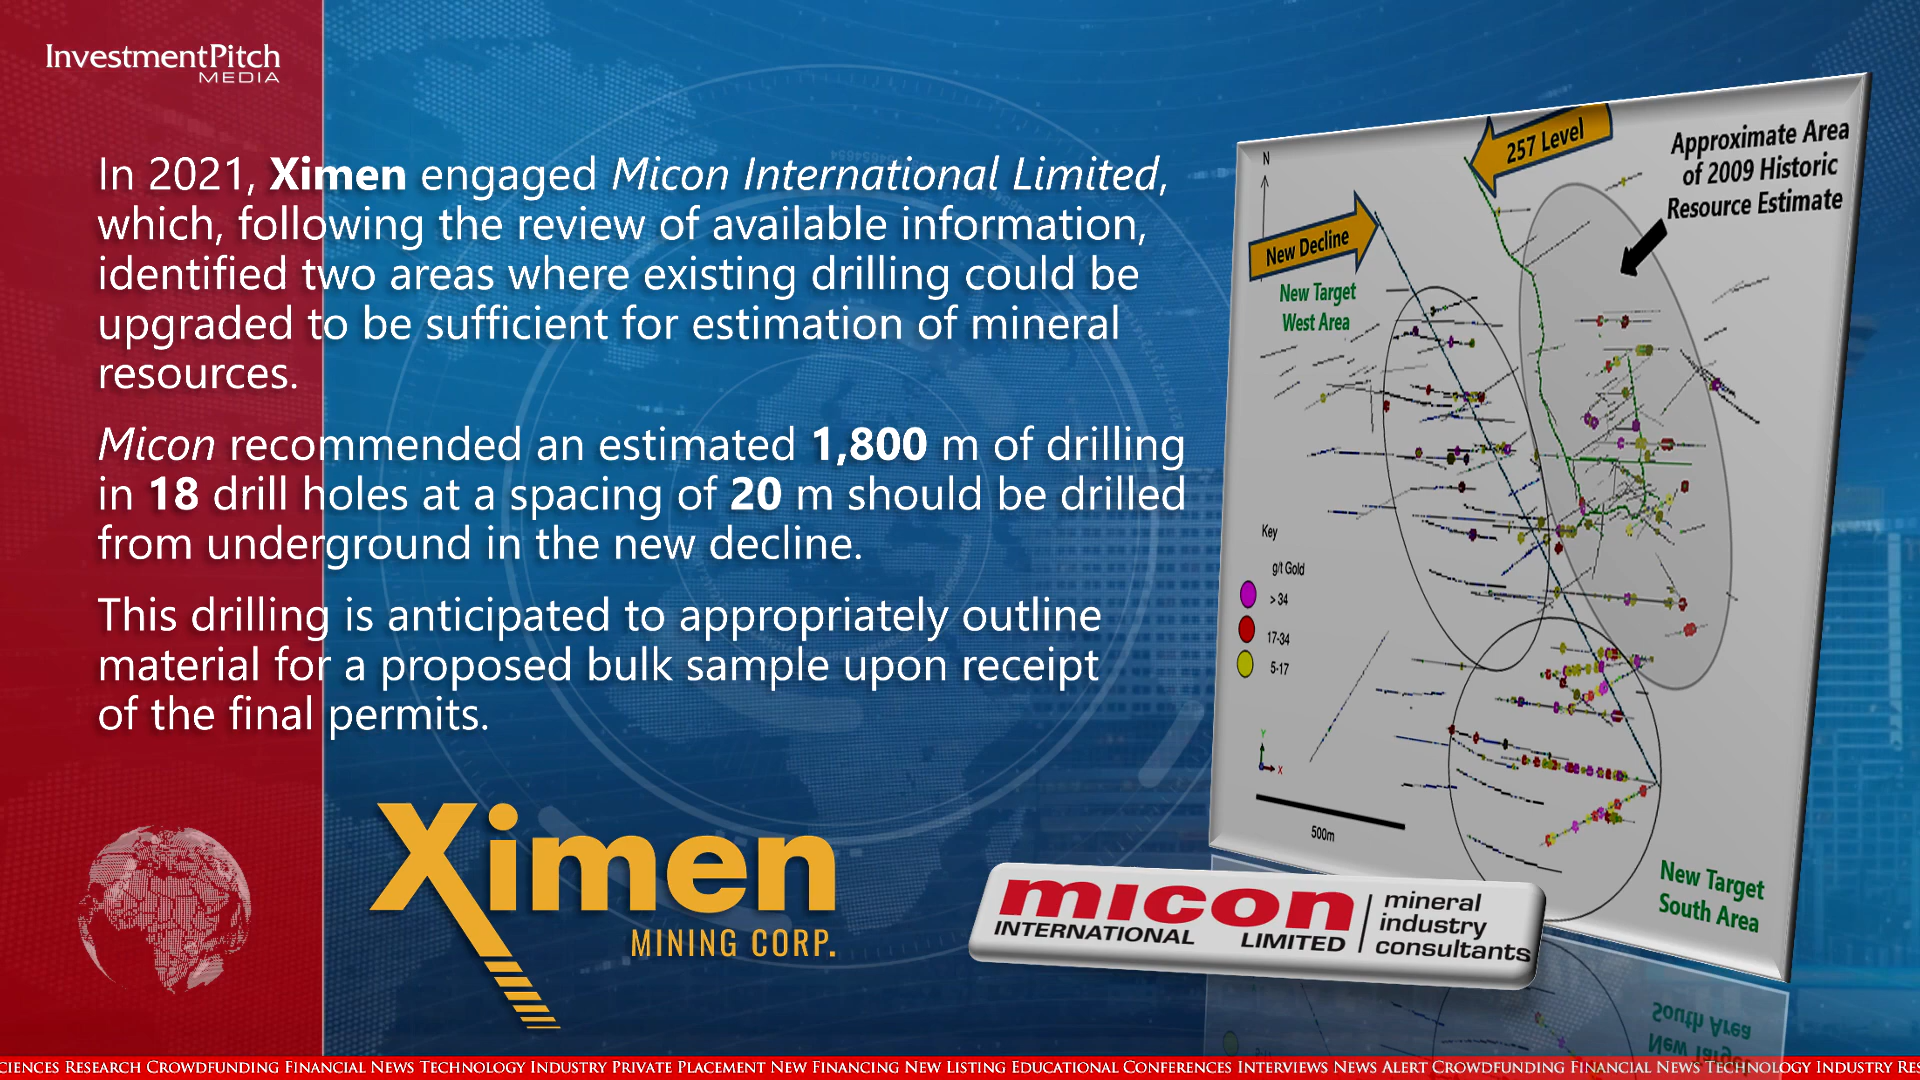 InvestmentPitch
MEDIA
In 2021, Ximen engaged Micon International Limited,
which, following the review of available information,
identified two areas where existing drilling could be
upgraded to be sufficient for estimation of mineral
resources.
Micon recommended an estimated 1,800 m of drilling
in 18 drill holes at a spacing of 20 m should be drilled
from underground in the new decline.
This drilling is anticipated to appropriately outline
material for a proposed bulk sample upon receipt
of the final permits.
Ximen
MINING CORP.
257 Level
Approximate Area
of 2009 Historic
Resource Estimate
N
New Decline
New Target
West Area
Key
g/t Gold
> 34
17-34
5-17
Y
X
500m
New Target
South Area
micon
INTERNATIONAL LIMITED
mineral
industry
consultants
CIENCES RESEARCH CROWDFUNDING FINANCIAL NEWS TECHNOLOGY INDUSTRY PRIVATE PLACEMENT NEW FINANCING NEW LISTING EDUCATIONAL CONFERENCES INTERVIEWS NEWS ALERT CROWDFUNDING FINANCIAL NEWS TECHNOLOGY INDUSTRY RES